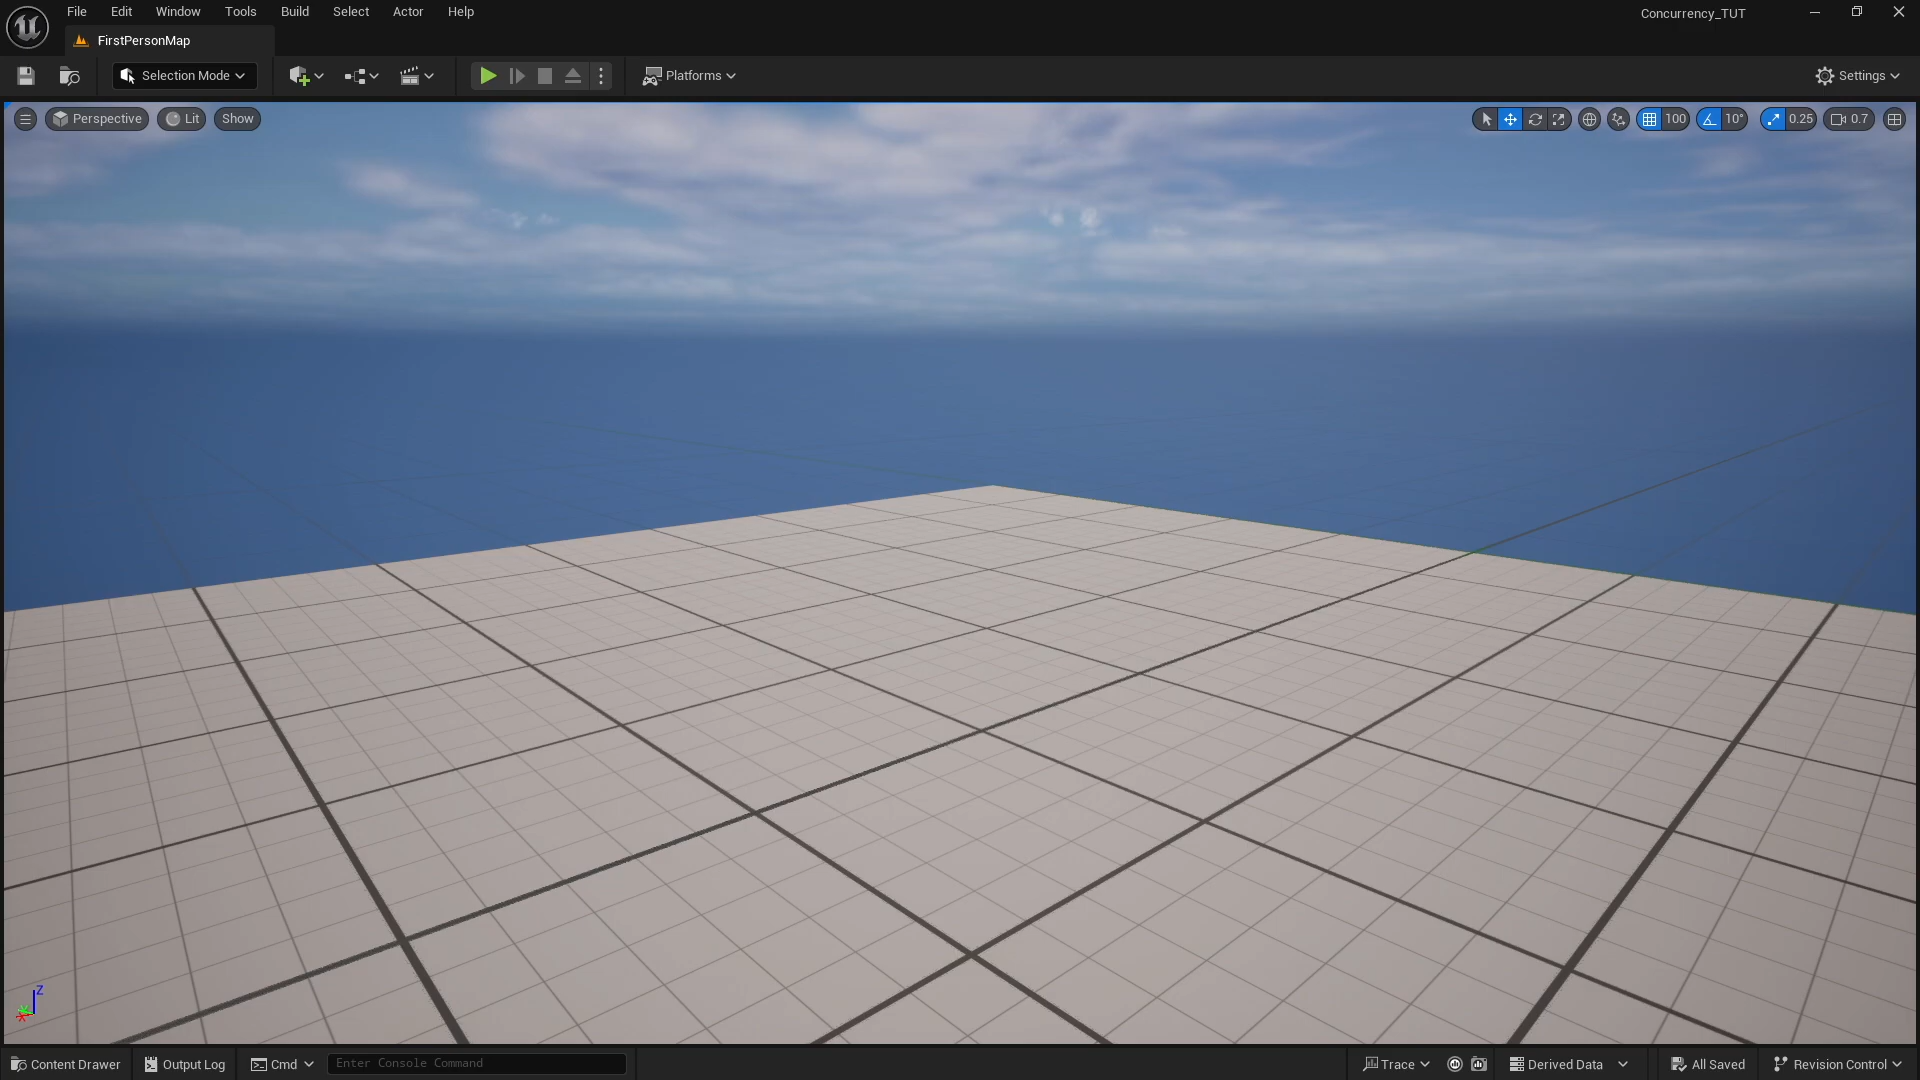 File Edit Window Tools Build Select Actor Help
Concurrency_TUT
FirstPersonMap
Selection Mode
Platforms
Settings
Perspective Lit Show
100 10° 0.25 0.7
Z
Content Drawer Output Log Cmd Enter Console Command
Trace Derived Data All Saved Revision Control